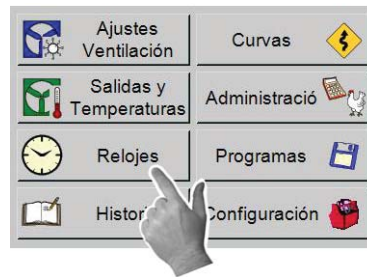 Ajustes
Ventilación
Curvas
Salidas y
Temperaturas
Administració
Relojes
Programas
Histori
Configuración